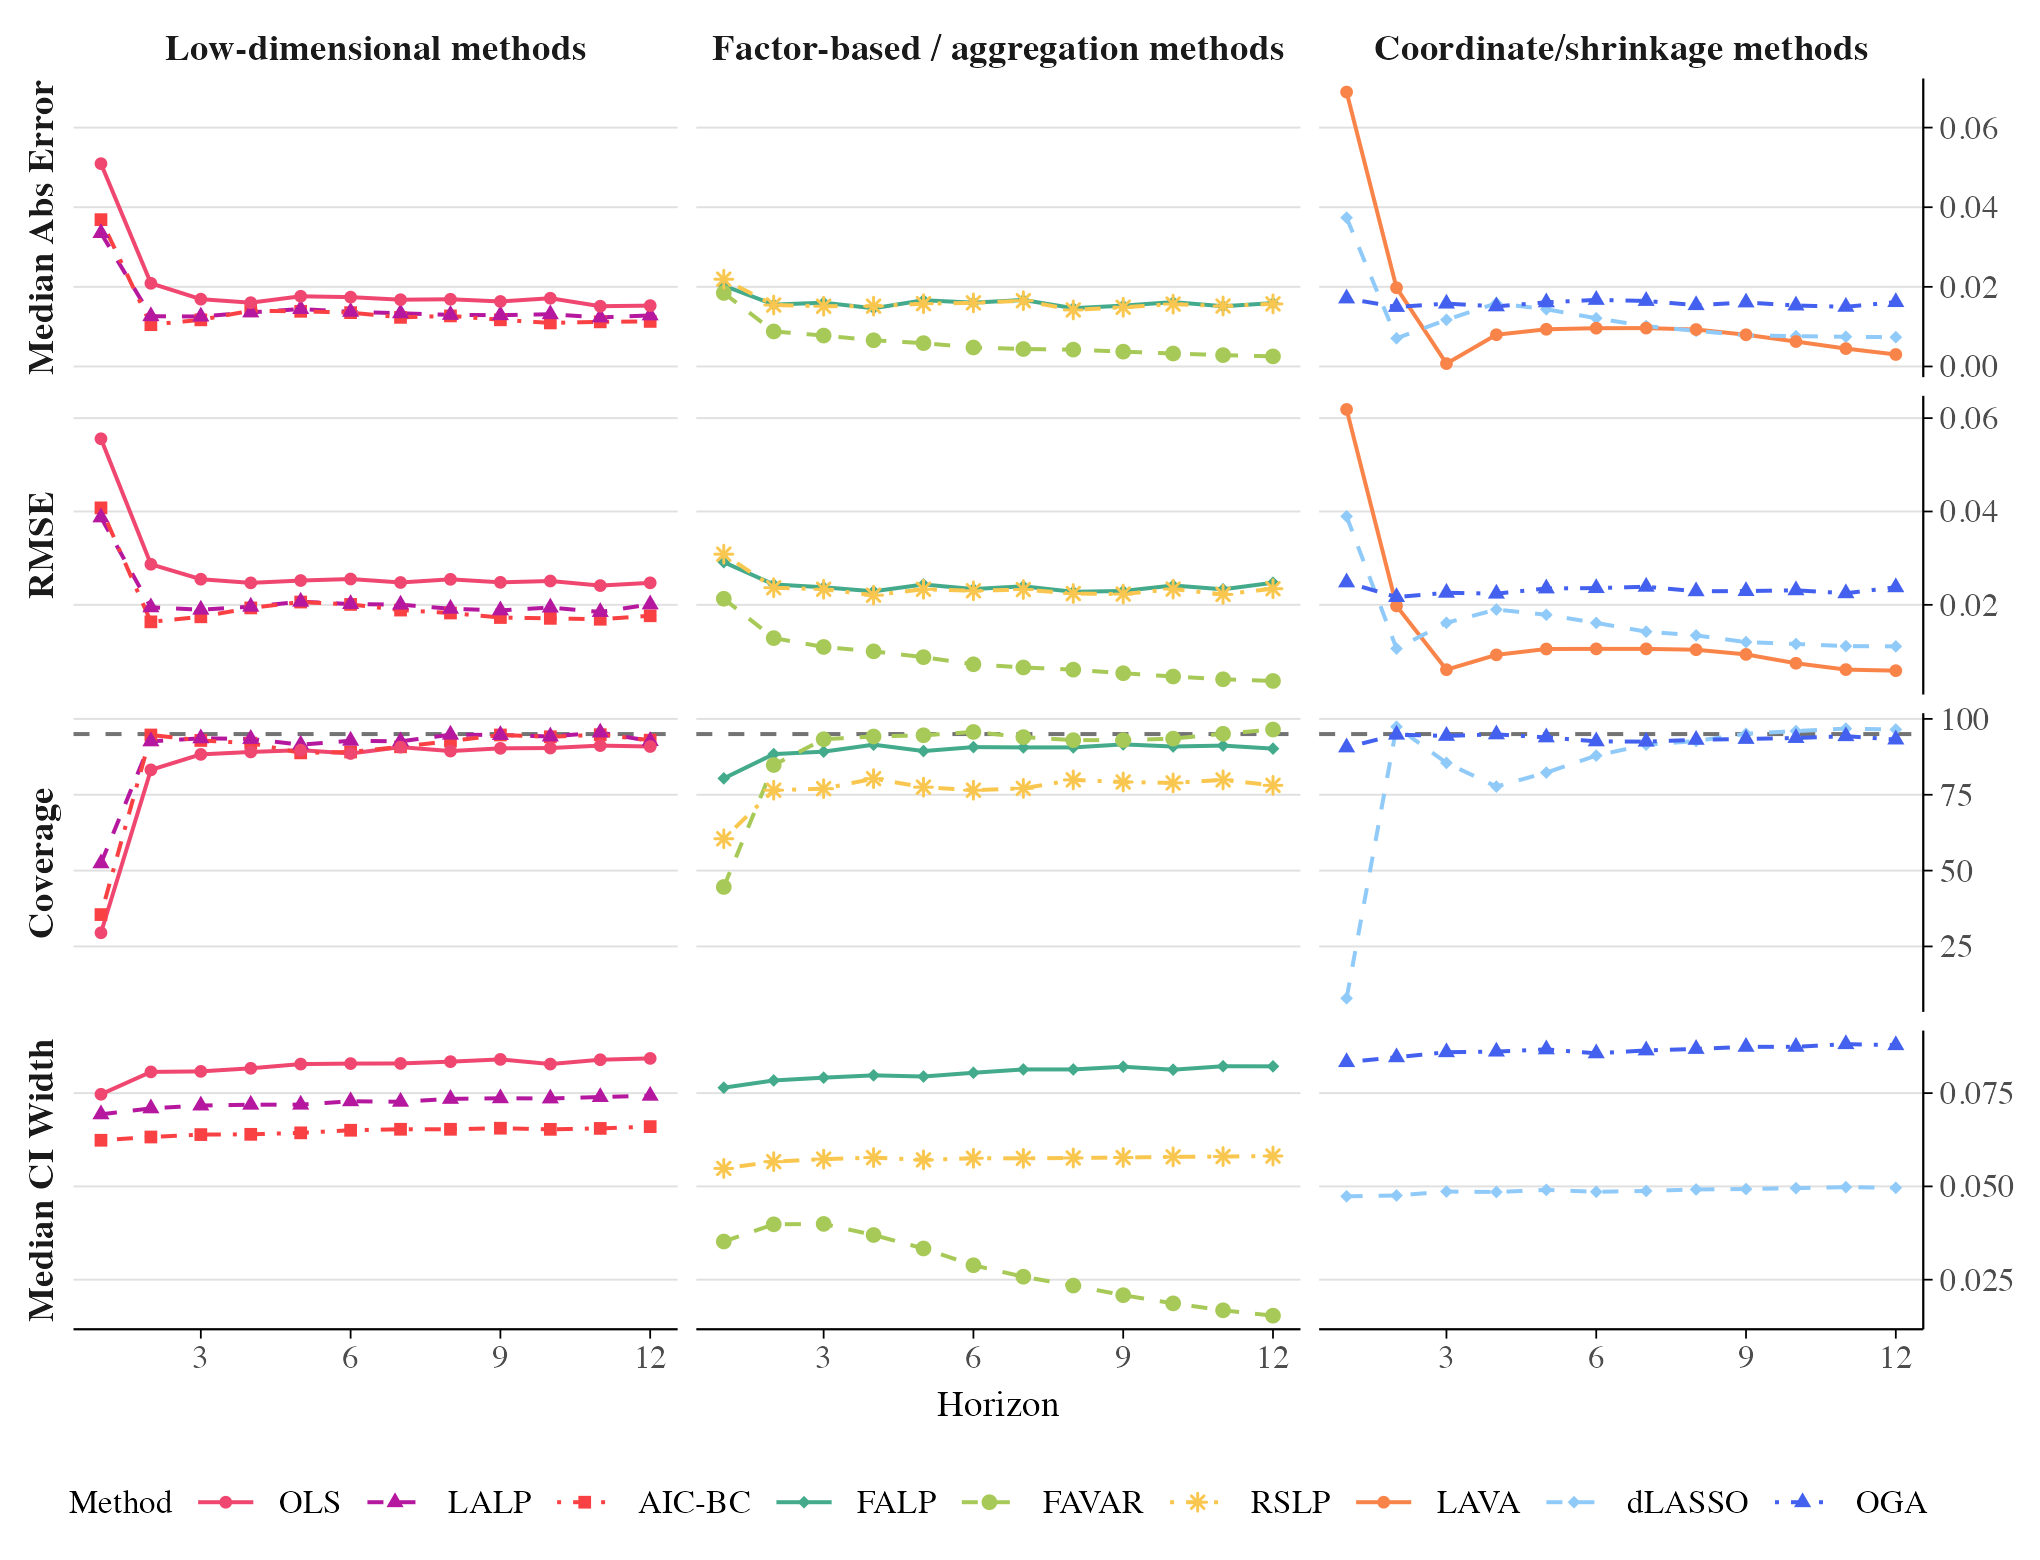 Low-dimensional methods
Factor-based / aggregation methods
Coordinate/shrinkage methods
Median Abs Error
0.06
0.04
0.02
0.00
RMSE
0.06
0.04
0.02
Coverage
100
75
50
25
Median CI Width
0.075
0.050
0.025
3 6 9 12
3 6 9 12
3 6 9 12
Horizon
Method OLS LALP AIC-BC FALP FAVAR RSLP LAVA dLASSO OGA